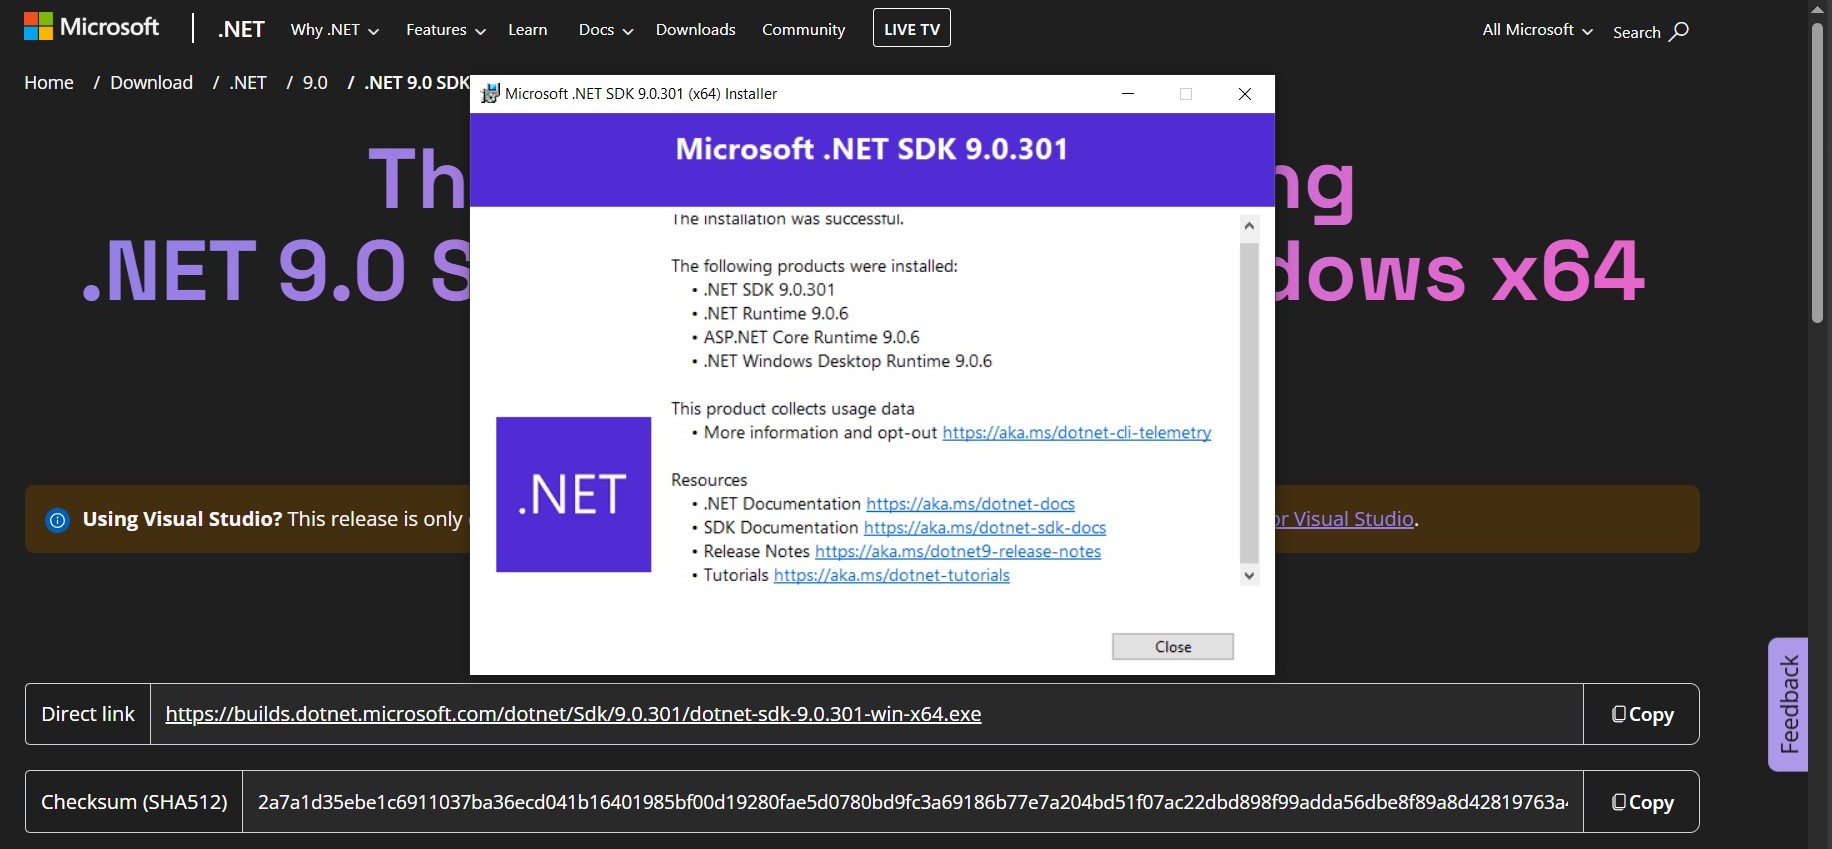 Microsoft | .NET Why .NET Features Learn Docs Downloads Community LIVE TV All Microsoft Search
Home / Download / .NET / 9.0 / .NET 9.0 SDK
Microsoft .NET SDK 9.0.301 (x64) Installer
Microsoft .NET SDK 9.0.301
Th
ng
.NET 9.0 S
dows x64
The installation was successful.
The following products were installed:
• .NET SDK 9.0.301
• .NET Runtime 9.0.6
• ASP.NET Core Runtime 9.0.6
• .NET Windows Desktop Runtime 9.0.6
This product collects usage data
• More information and opt-out https://aka.ms/dotnet-cli-telemetry
Resources
• .NET Documentation https://aka.ms/dotnet-docs
• SDK Documentation https://aka.ms/dotnet-sdk-docs
• Release Notes https://aka.ms/dotnet9-release-notes
• Tutorials https://aka.ms/dotnet-tutorials
.NET
Close
Using Visual Studio? This release is only
or Visual Studio.
Feedback
Direct link https://builds.dotnet.microsoft.com/dotnet/Sdk/9.0.301/dotnet-sdk-9.0.301-win-x64.exe Copy
Checksum (SHA512) 2a7a1d35ebe1c6911037ba36ecd041b16401985bf00d19280fae5d0780bd9fc3a69186b77e7a204bd51f07ac22dbd898f99adda56dbe8f89a8d42819763a4 Copy